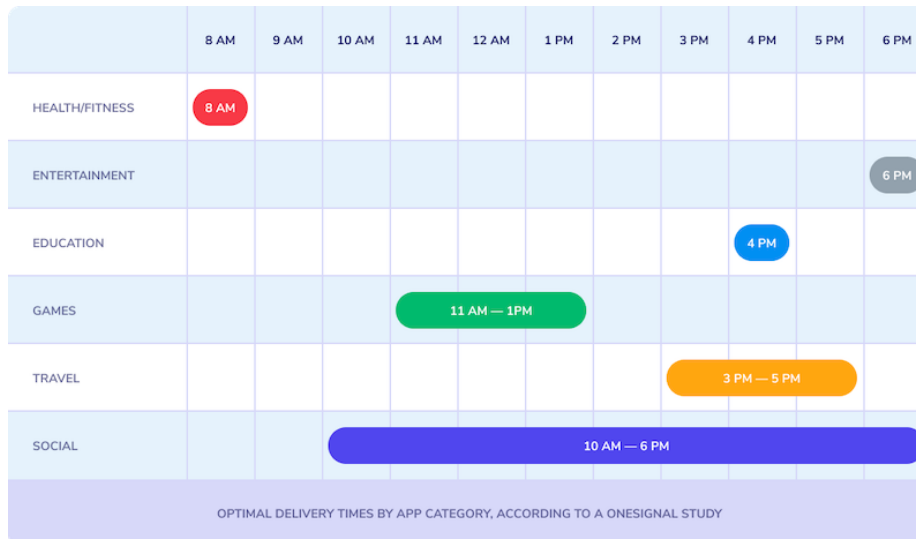 8 AM 9 AM 10 AM 11 AM 12 AM 1 PM 2 PM 3 PM 4 PM 5 PM 6 PM
HEALTH/FITNESS 8 AM
ENTERTAINMENT 6 PM
EDUCATION 4 PM
GAMES 11 AM — 1PM
TRAVEL 3 PM — 5 PM
SOCIAL 10 AM — 6 PM
OPTIMAL DELIVERY TIMES BY APP CATEGORY, ACCORDING TO A ONESIGNAL STUDY